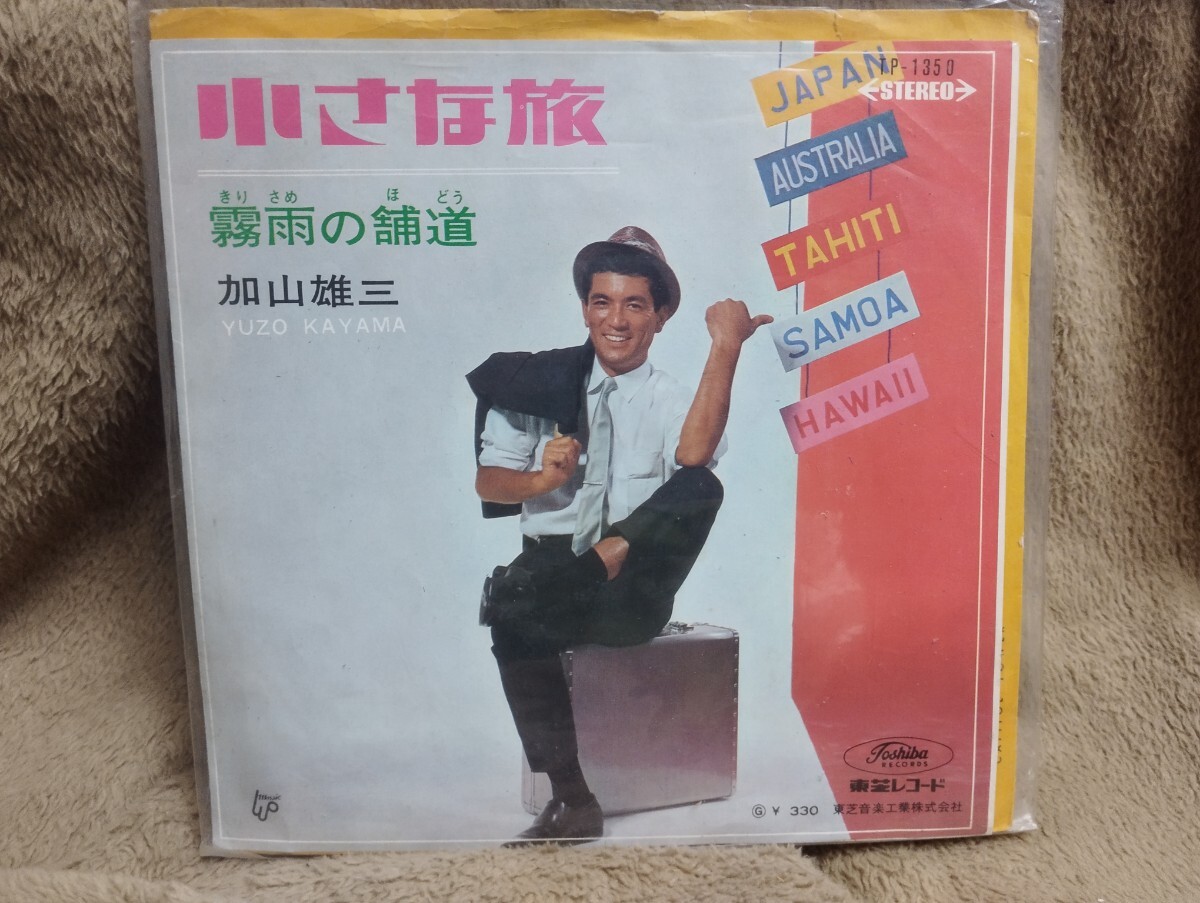 小さな旅
きり さめ ほ どう
霧雨の舗道
加山雄三
YUZO KAYAMA
TP-1350
←STEREO→
JAPAN
AUSTRALIA
TAHITI
SAMOA
HAWAII
Toshiba
RECORDS
東芝レコード
Ⓖ ¥ 330 東芝音楽工業株式会社
music